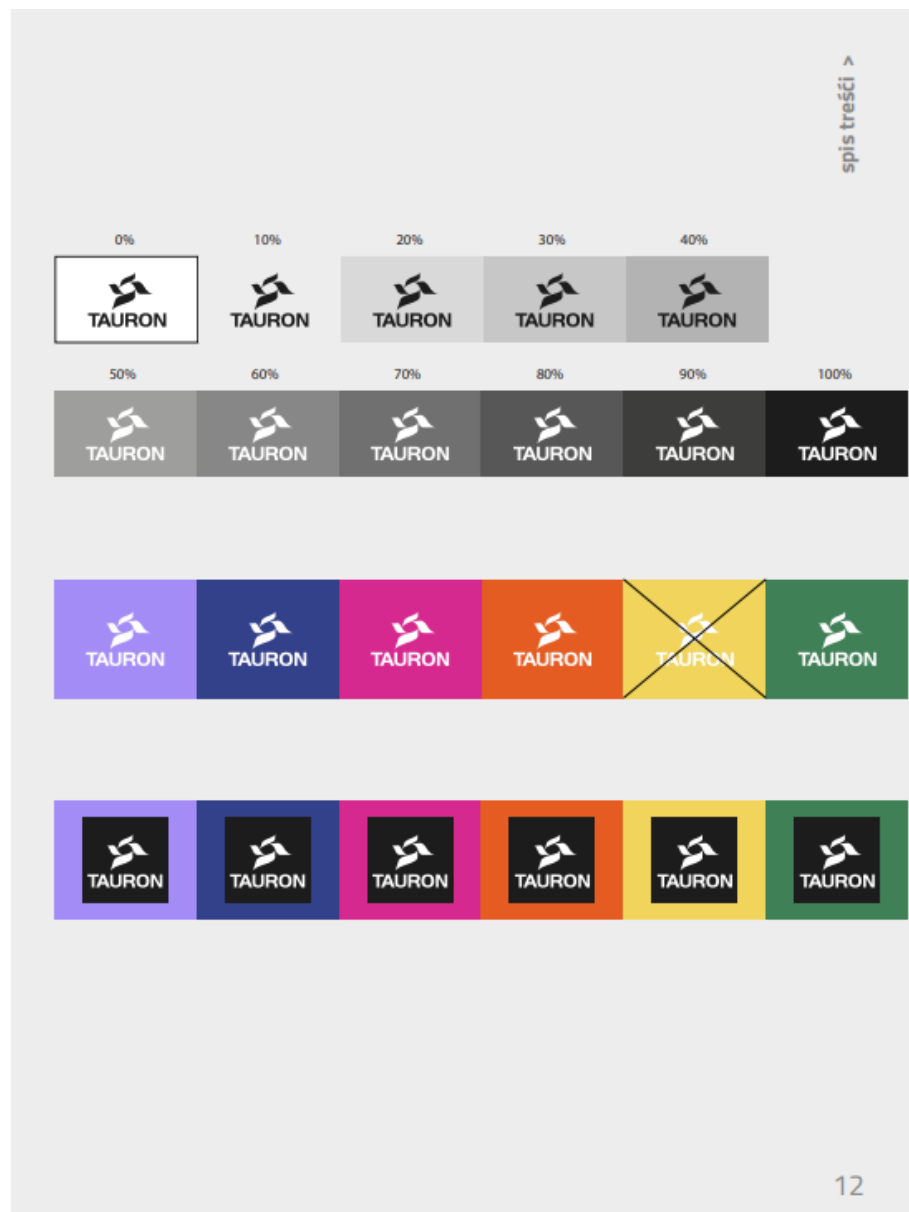 spis treści >
0% 10% 20% 30% 40%
TAURON TAURON TAURON TAURON TAURON
50% 60% 70% 80% 90% 100%
TAURON TAURON TAURON TAURON TAURON TAURON
TAURON TAURON TAURON TAURON TAURON TAURON
TAURON TAURON TAURON TAURON TAURON TAURON
12